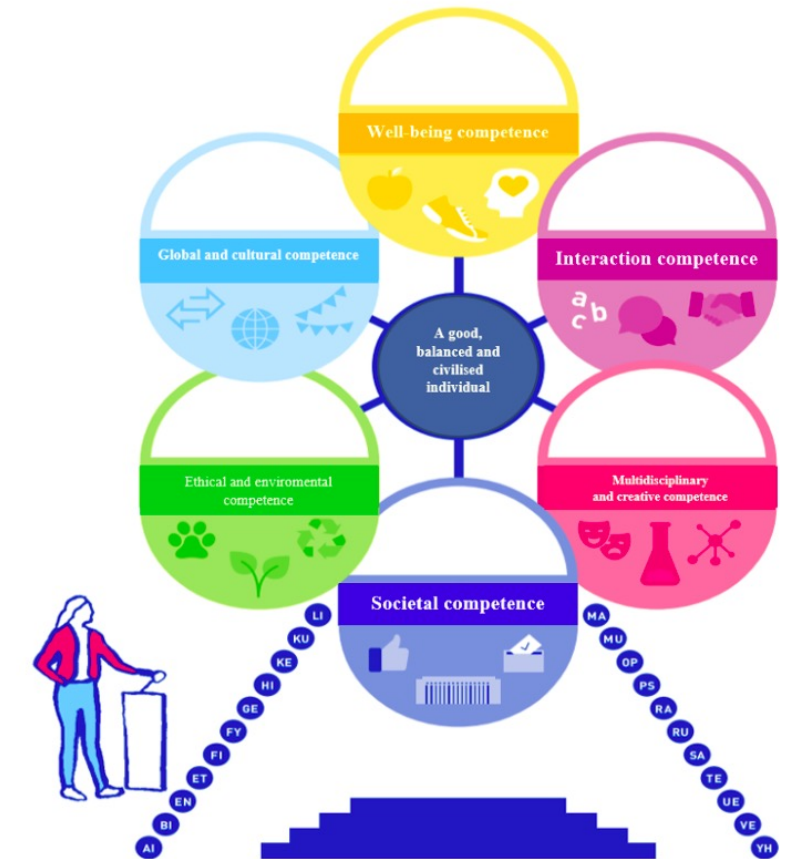 Well-being competence
Global and cultural competence
Interaction competence
a
b
c
A good,
balanced and
civilised
individual
Ethical and enviromental
competence
Multidisciplinary
and creative competence
Societal competence
LI
KU
KE
HI
GE
FY
FI
ET
EN
BI
AI
MA
MU
OP
PS
RA
RU
SA
TE
UE
VE
YH